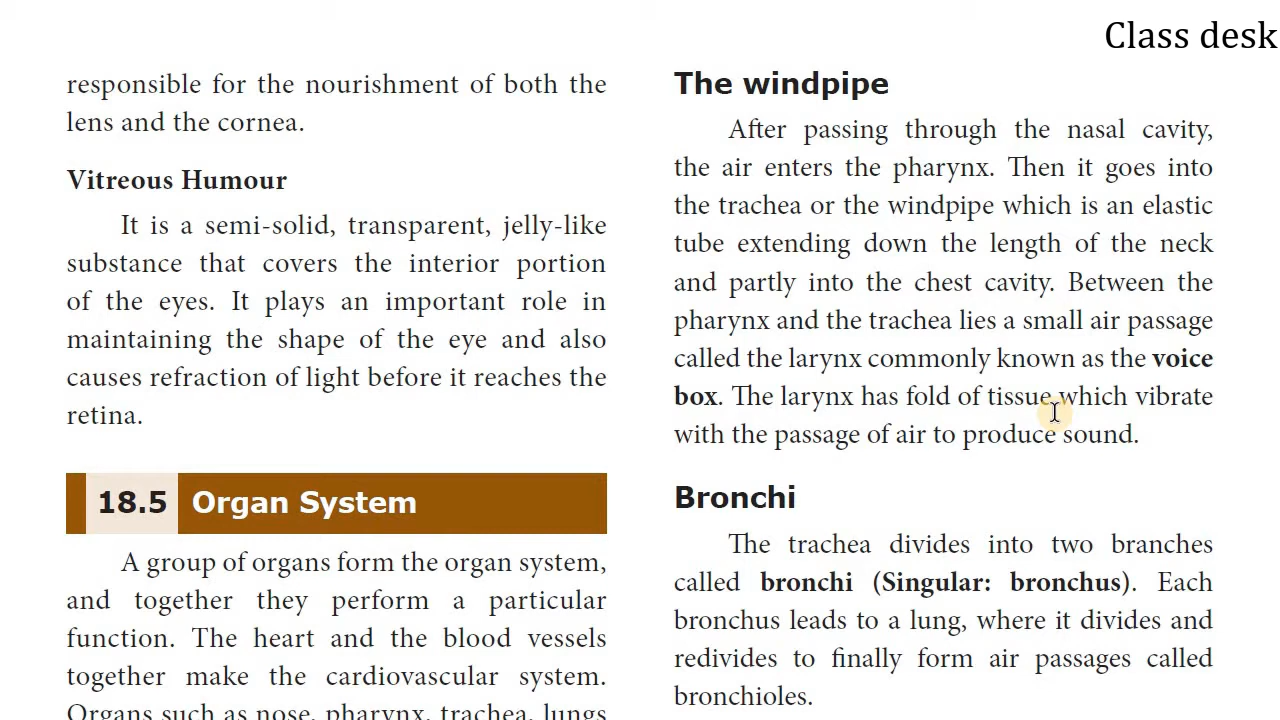 Class desk
responsible for the nourishment of both the
lens and the cornea.
Vitreous Humour
It is a semi-solid, transparent, jelly-like
substance that covers the interior portion
of the eyes. It plays an important role in
maintaining the shape of the eye and also
causes refraction of light before it reaches the
retina.
18.5 Organ System
A group of organs form the organ system,
and together they perform a particular
function. The heart and the blood vessels
together make the cardiovascular system.
Organs such as nose, pharynx, trachea, lungs
The windpipe
After passing through the nasal cavity,
the air enters the pharynx. Then it goes into
the trachea or the windpipe which is an elastic
tube extending down the length of the neck
and partly into the chest cavity. Between the
pharynx and the trachea lies a small air passage
called the larynx commonly known as the voice
box. The larynx has fold of tissue which vibrate
with the passage of air to produce sound.
Bronchi
The trachea divides into two branches
called bronchi (Singular: bronchus). Each
bronchus leads to a lung, where it divides and
redivides to finally form air passages called
bronchioles.